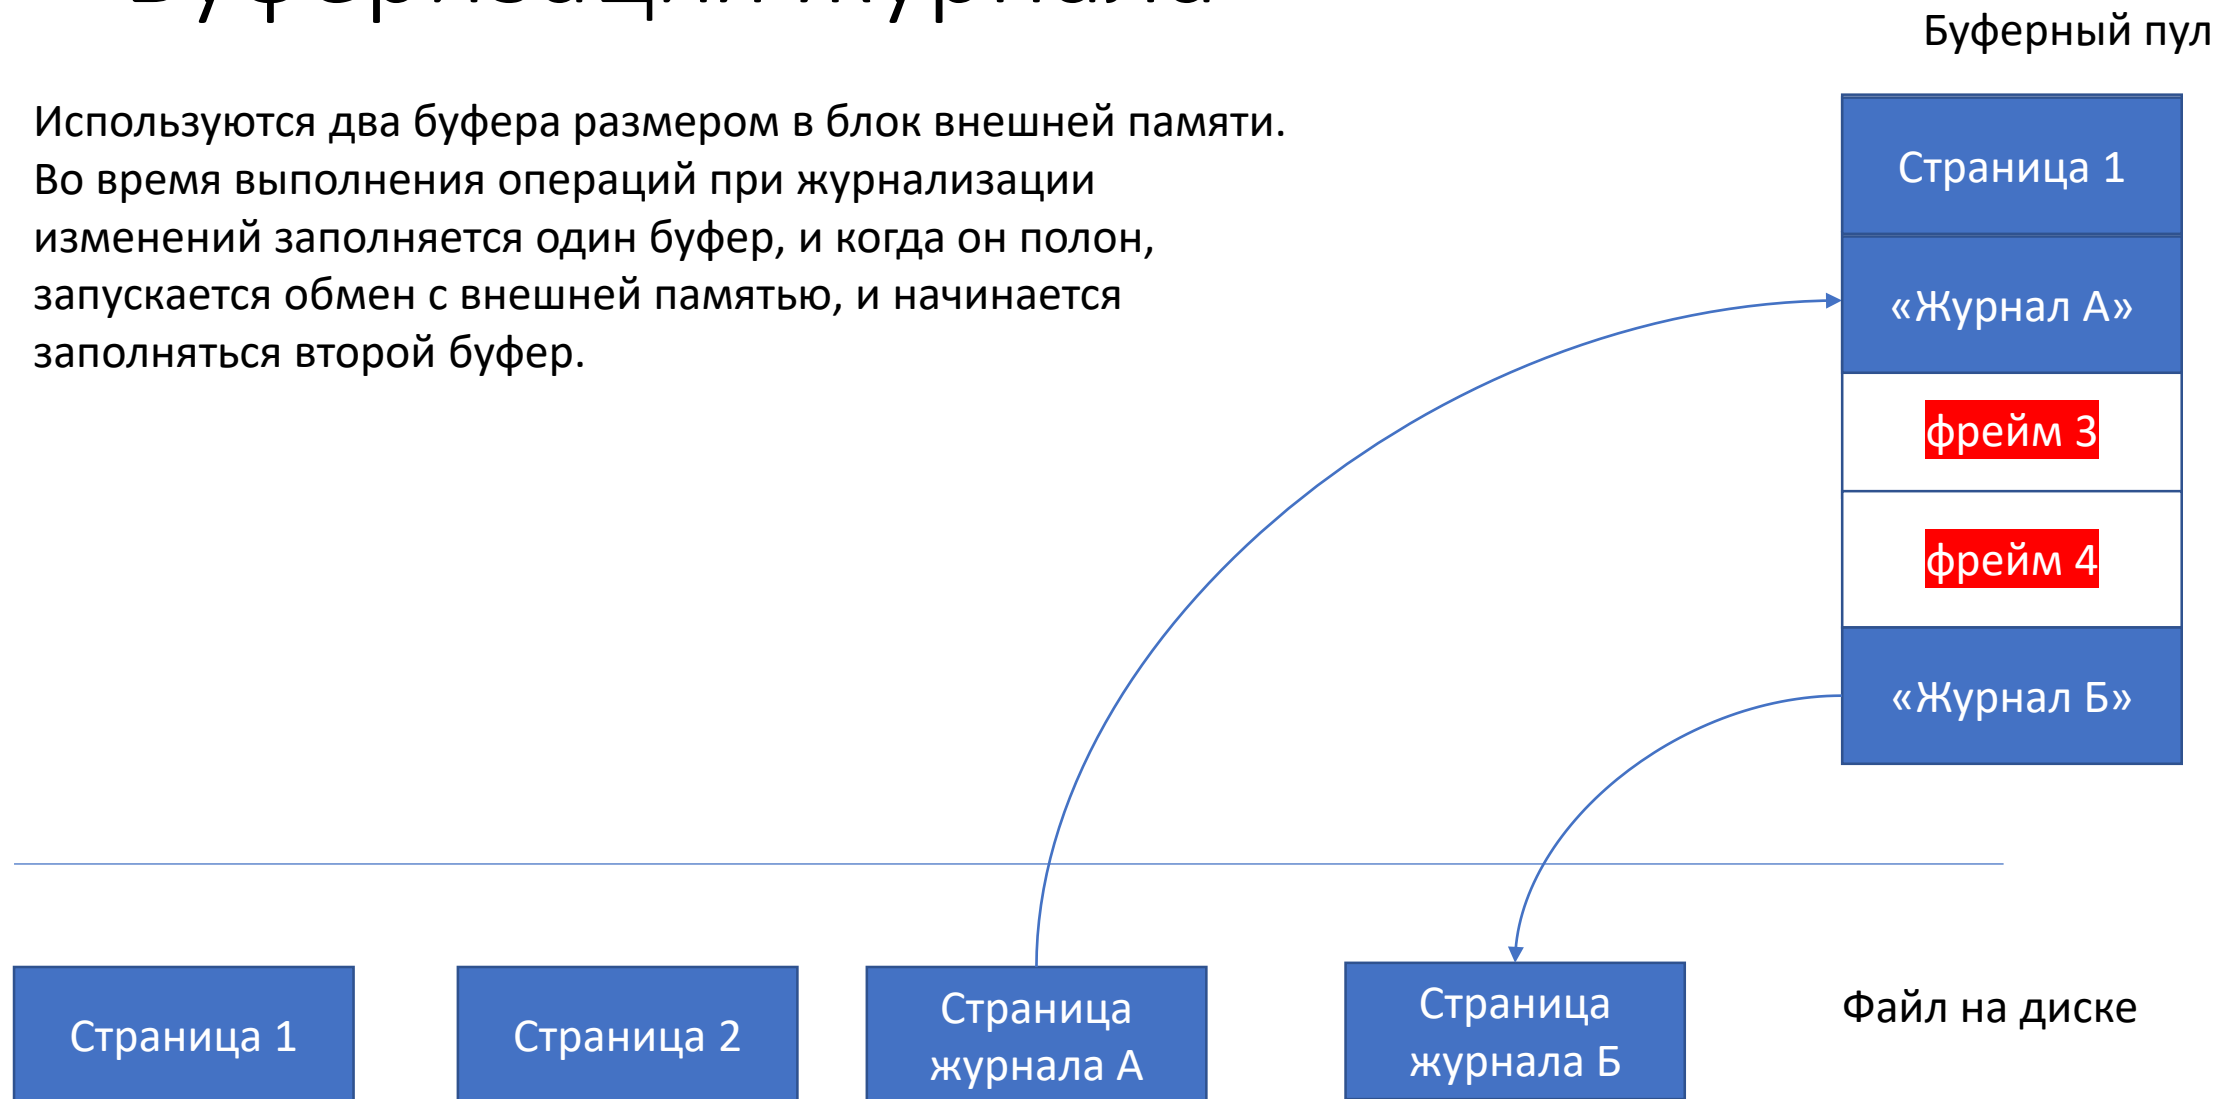 Буферизация журнала
Буферный пул
Используются два буфера размером в блок внешней памяти.
Во время выполнения операций при журнализации
изменений заполняется один буфер, и когда он полон,
запускается обмен с внешней памятью, и начинается
заполняться второй буфер.
Страница 1
«Журнал А»
фрейм 3
фрейм 4
«Журнал Б»
Страница 1
Страница 2
Страница
журнала А
Страница
журнала Б
Файл на диске